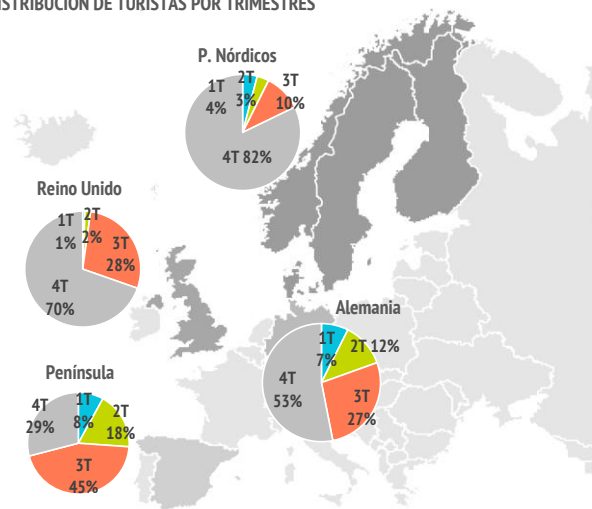 ISTRIBUCIÓN DE TURISTAS POR TRIMESTRES
P. Nórdicos
1T
4%
2T
3%
3T
10%
4T 82%
Reino Unido
1T
1%
2T
2%
3T
28%
4T
70%
Alemania
1T
7%
2T 12%
4T
53%
3T
27%
Península
4T
29%
1T
8%
2T
18%
3T
45%